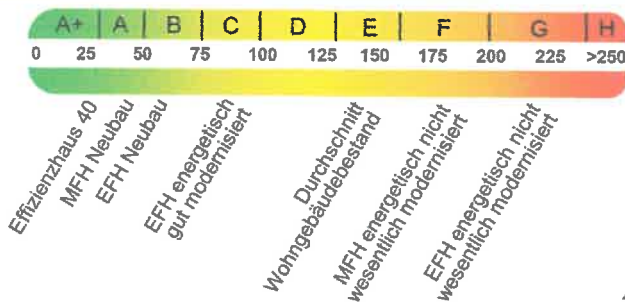 A+ A B C D E F G H
0 25 50 75 100 125 150 175 200 225 >250
Effizienzhaus 40
MFH Neubau
EFH Neubau
EFH energetisch
gut modernisiert
Durchschnitt
Wohngebäudebestand
MFH energetisch nicht
wesentlich modernisiert
EFH energetisch nicht
wesentlich modernisiert